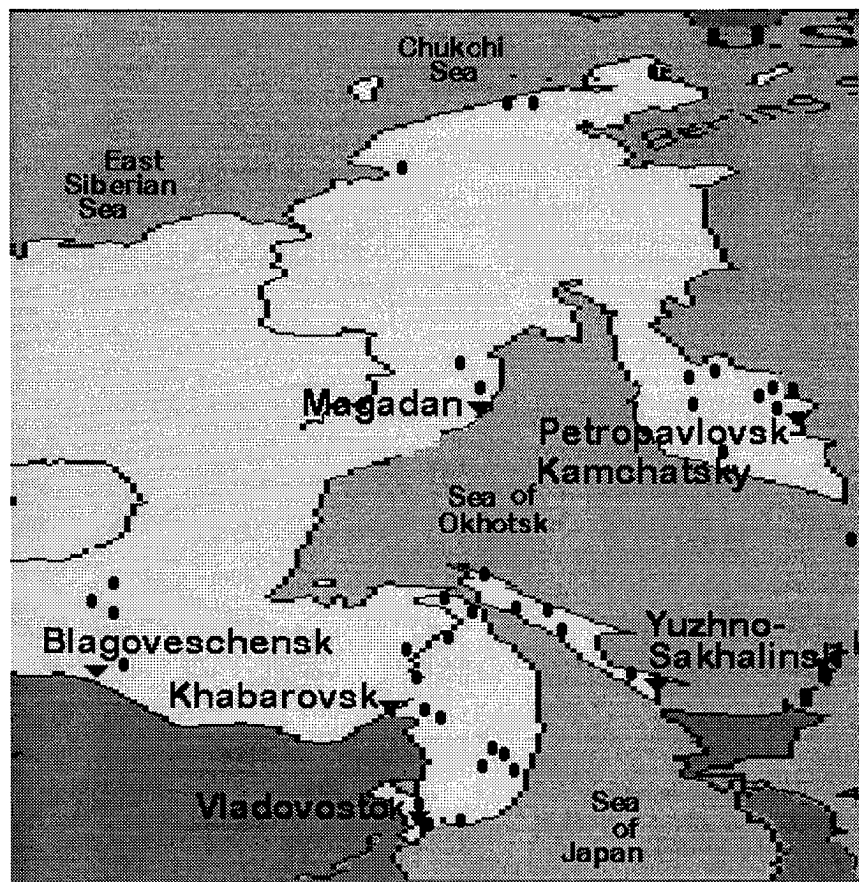 Chukchi
Sea
East
Siberian
Sea
Magadan
Petropavlovsk-
Kamchatsky
Sea of
Okhotsk
Yuzhno-
Sakhalinsk
Blagoveschensk
Khabarovsk
Vladovostok
Sea
of
Japan